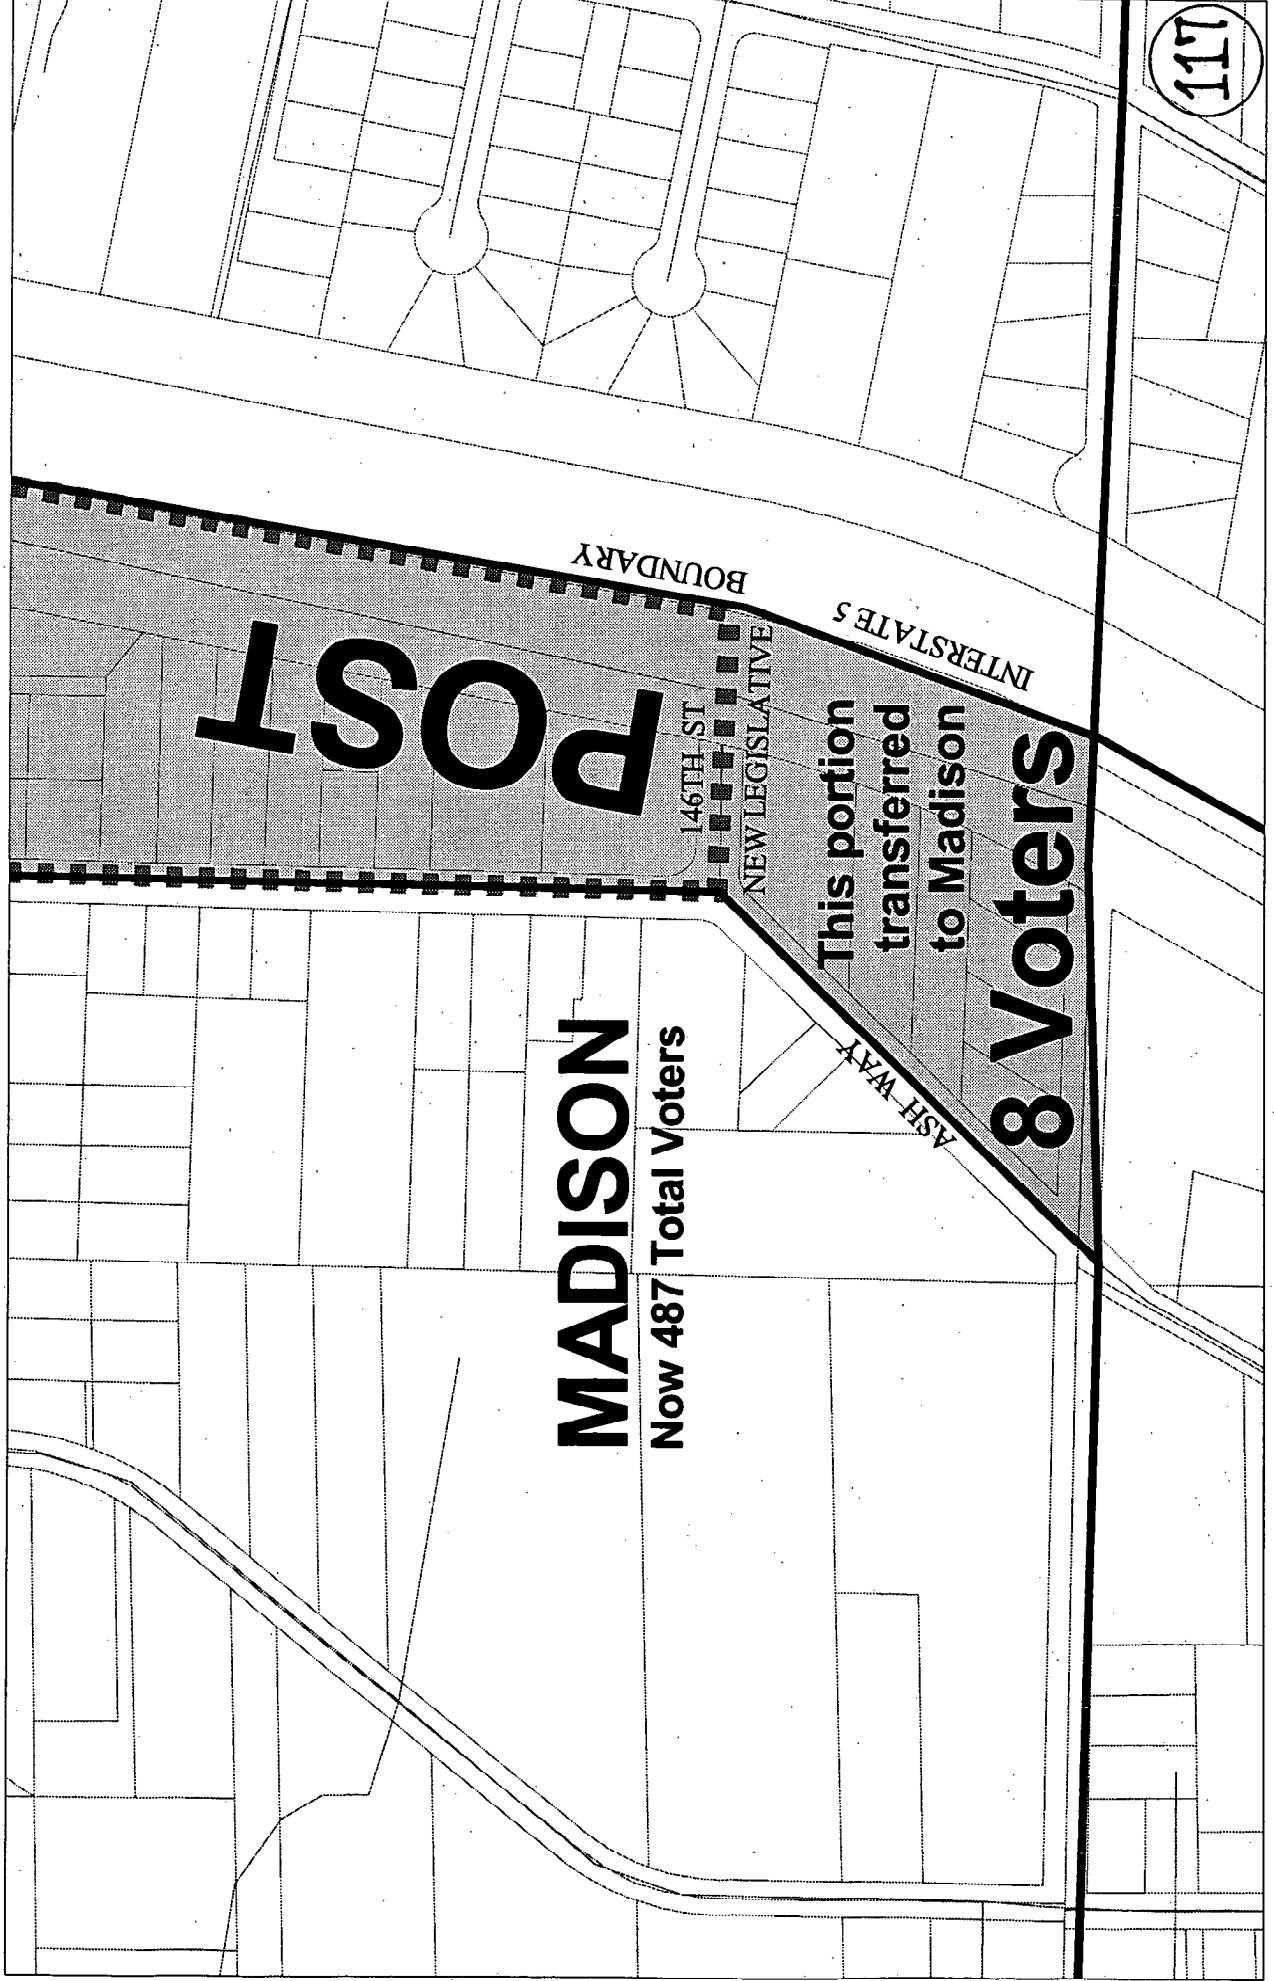 117
POST
BOUNDARY
INTERSTATE 5
146TH ST
NEW LEGISLATIVE
This portion
transferred
to Madison
8 Voters
ASH WAY
MADISON
Now 487 Total Voters